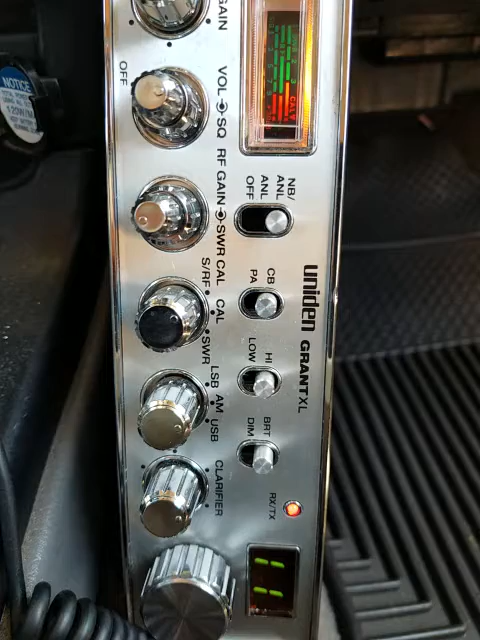 GAIN
OFF
VOL
SQ
RF GAIN
SWR CAL
S/RF
CAL
SWR
LSB
AM
USB
CLARIFIER
NB/
ANL
ANL
OFF
CB
PA
HI
LOW
BRT
DIM
RX/TX
uniden
GRANT XL
NOTICE